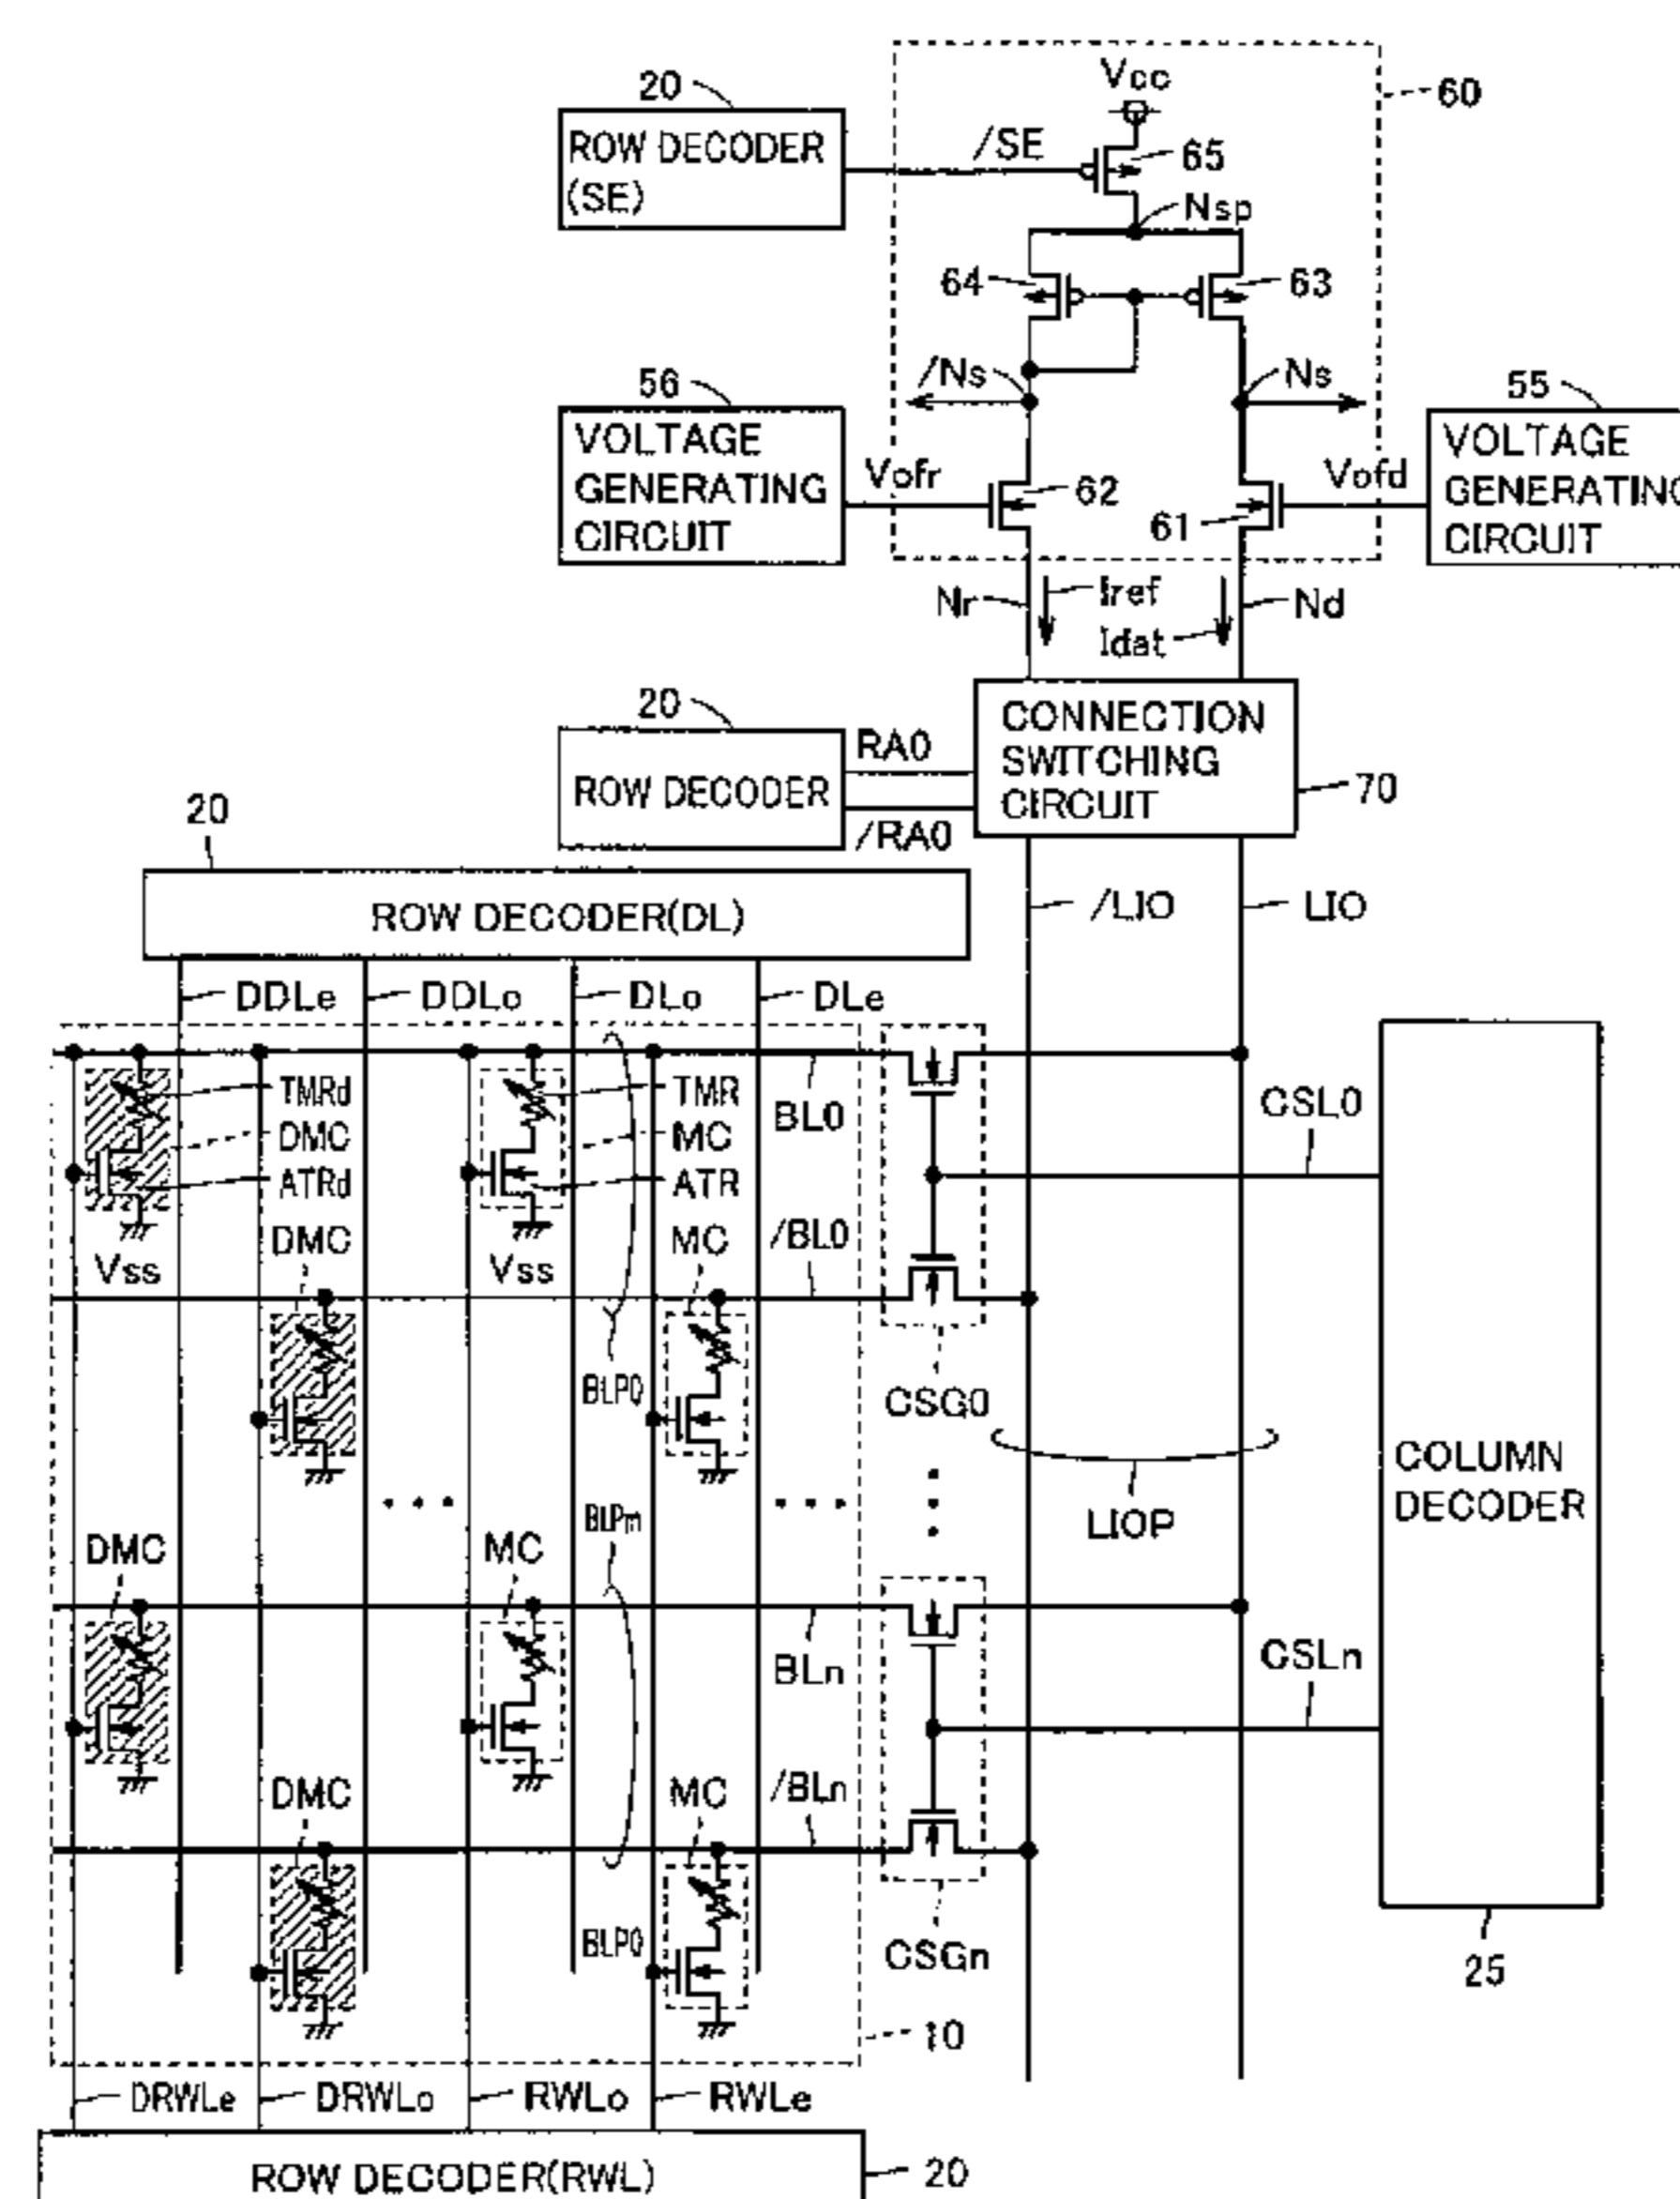 Vcc
20
60
ROW DECODER
(SE)
/SE
65
Nsp
64
63
/Ns
Ns
56
55
VOLTAGE
GENERATING
CIRCUIT
Vofr
62
61
Vofd
VOLTAGE
GENERATING
CIRCUIT
Nr
Iref
Idat
Nd
20
RA0
ROW DECODER
/RA0
CONNECTION
SWITCHING
CIRCUIT
70
20
ROW DECODER(DL)
/LIO
LIO
DDLe
DDLo
DLo
DLe
TMRd
DMC
ATRd
TMR
MC
ATR
BL0
CSL0
Vss
DMC
Vss
MC
/BL0
BLP0
CSG0
COLUMN
DECODER
BLPm
LIOP
DMC
MC
BLn
CSLn
DMC
MC
/BLn
BLP0
CSGn
25
10
DRWLe
DRWLo
RWLo
RWLe
ROW DECODER(RWL)
20